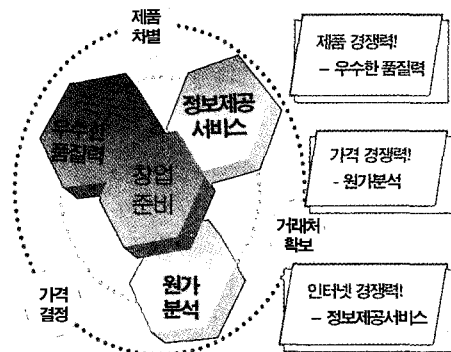 제품
차별
우수한
품질력
정보제공
서비스
창업
준비
원가
분석
가격
결정
거래처
확보
제품 경쟁력!
– 우수한 품질력
가격 경쟁력!
- 원가분석
인터넷 경쟁력!
– 정보제공서비스